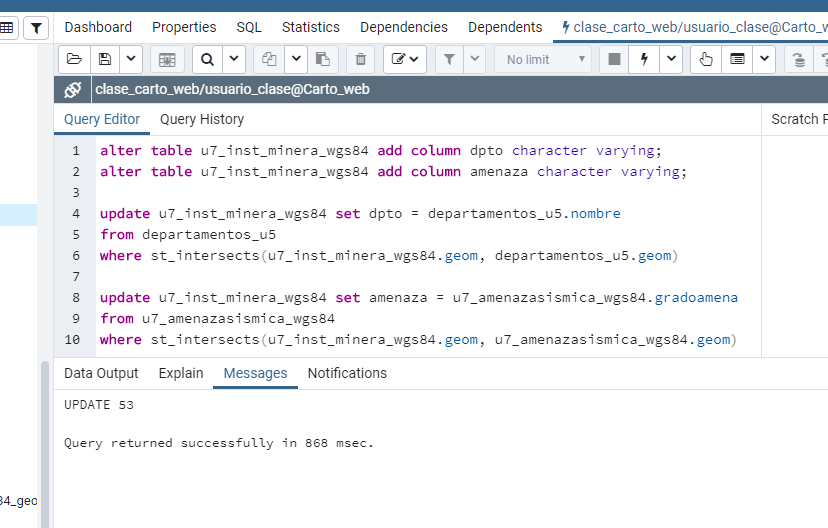 Dashboard Properties SQL Statistics Dependencies Dependents clase_carto_web/usuario_clase@Carto_w
No limit
clase_carto_web/usuario_clase@Carto_web
Query Editor Query History Scratch P
1 alter table u7_inst_minera_wgs84 add column dpto character varying;
2 alter table u7_inst_minera_wgs84 add column amenaza character varying;
3
4 update u7_inst_minera_wgs84 set dpto = departamentos_u5.nombre
5 from departamentos_u5
6 where st_intersects(u7_inst_minera_wgs84.geom, departamentos_u5.geom)
7
8 update u7_inst_minera_wgs84 set amenaza = u7_amenazasismica_wgs84.gradoamena
9 from u7_amenazasismica_wgs84
10 where st_intersects(u7_inst_minera_wgs84.geom, u7_amenazasismica_wgs84.geom)
Data Output Explain Messages Notifications
UPDATE 53
Query returned successfully in 868 msec.
84_geo